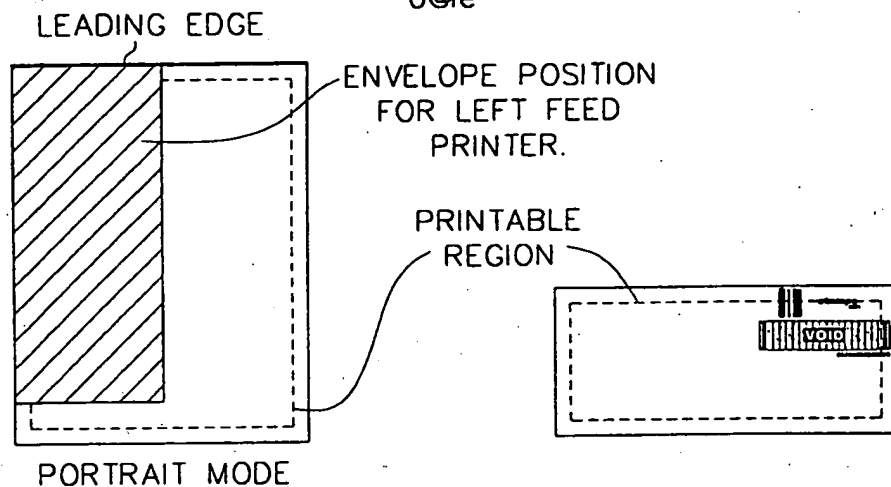 LEADING EDGE
ENVELOPE POSITION
FOR LEFT FEED
PRINTER.
PRINTABLE
REGION
VOID
PORTRAIT MODE